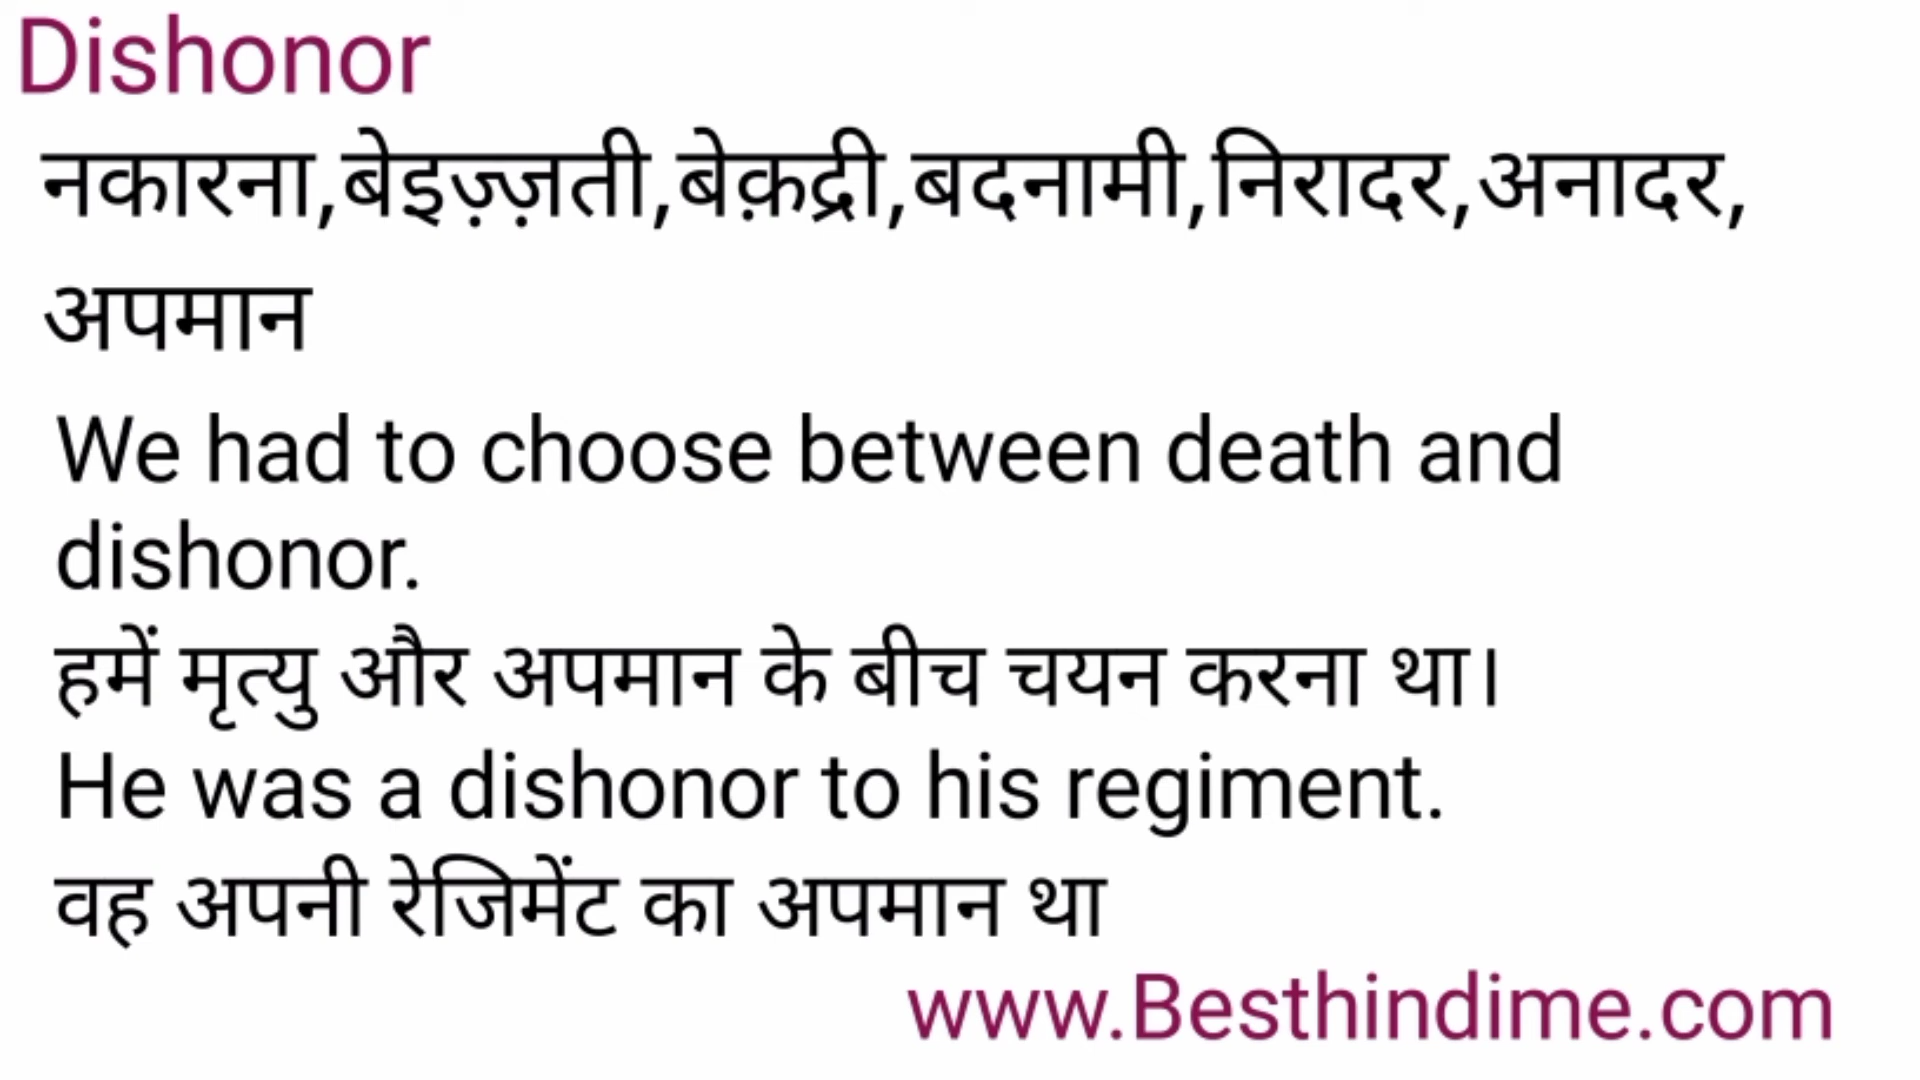 Dishonor
नकारना,बेइज़्ज़ती,बेक़द्री,बदनामी,निरादर,अनादर,
अपमान
We had to choose between death and
dishonor.
हमें मृत्यु और अपमान के बीच चयन करना था।
He was a dishonor to his regiment.
वह अपनी रेजिमेंट का अपमान था
www.Besthindime.com